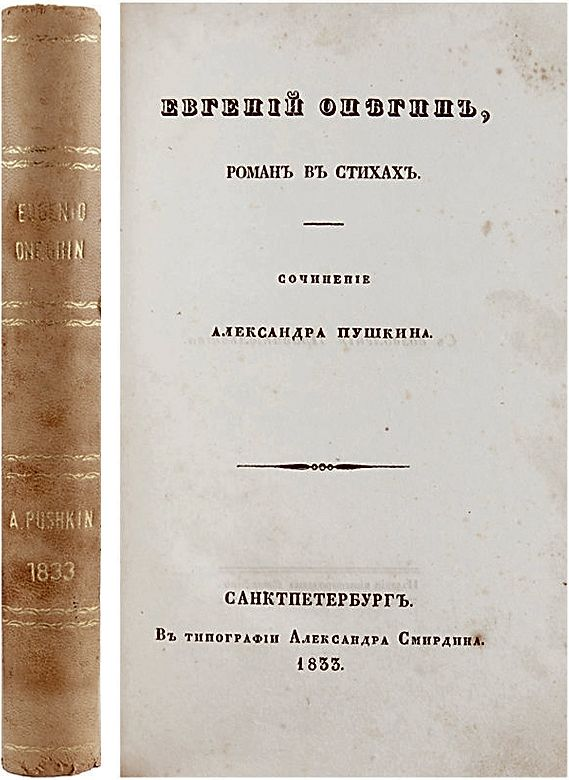 EUGENIO
ONEGHIN
A. PUSHKIN
1833
ЕВГЕНІЙ ОНѢГИНЪ,
РОМАНЪ ВЪ СТИХАХЪ.
СОЧИНЕНІЕ
АЛЕКСАНДРА ПУШКИНА.
САНКТПЕТЕРБУРГЪ.
Въ типографіи Александра Смирдина.
1833.